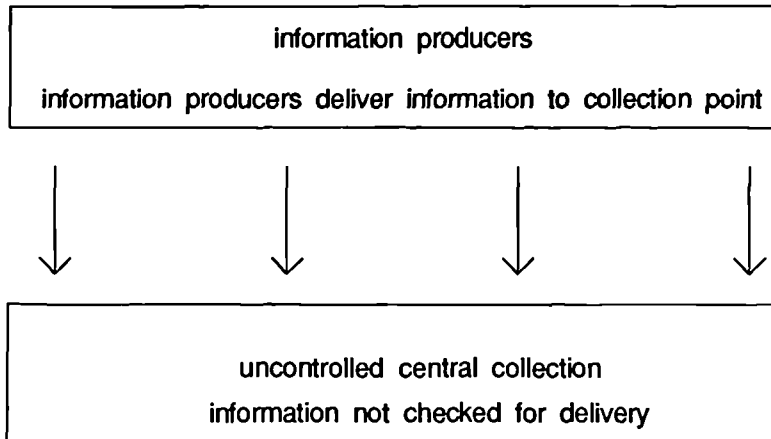 information producers
information producers deliver information to collection point
uncontrolled central collection
information not checked for delivery